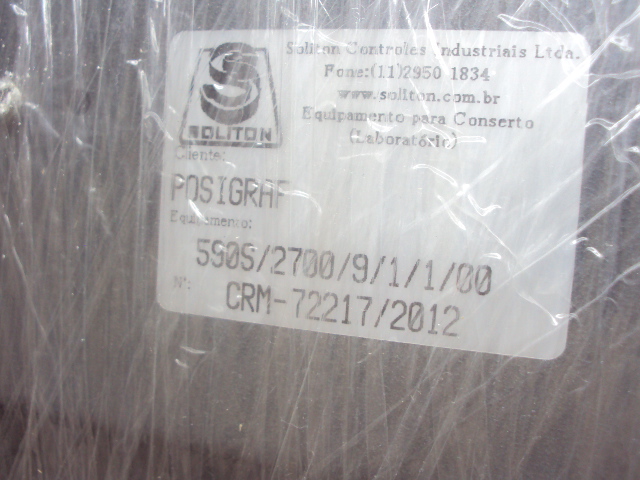 Soliton Controles Industriais Ltda.
Fone:(11)2950 1834
www.soliton.com.br
Equipamento para Conserto
(Laboratório)
SOLITON
Cliente:
POSIGRAF
Equipamento:
590S/2700/9/1/1/00
Nº:
CRM-72217/2012